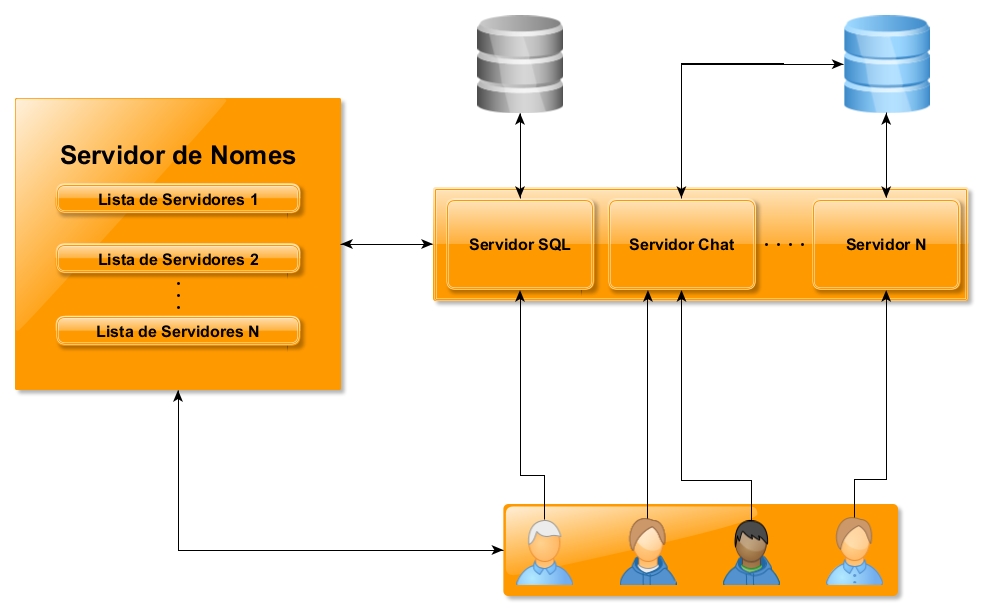 Servidor de Nomes
Lista de Servidores 1
Lista de Servidores 2
Lista de Servidores N
Servidor SQL
Servidor Chat
Servidor N